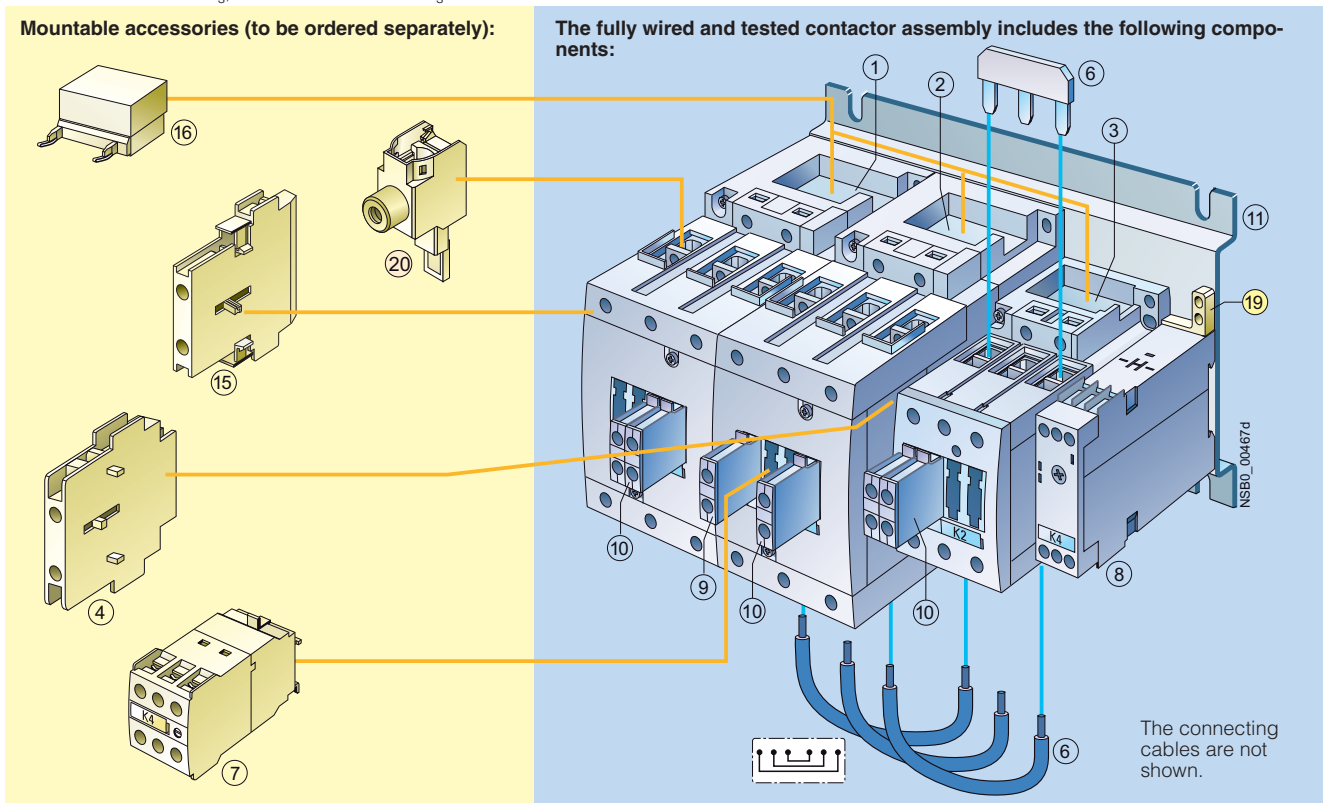 Mountable accessories (to be ordered separately):
The fully wired and tested contactor assembly includes the following compo-
nents:
1
2
6
3
16
20
11
19
15
-H-
NSB0_00467d
10
9
10
K2
10
K4
8
4
K4
7
6
The connecting
cables are not
shown.